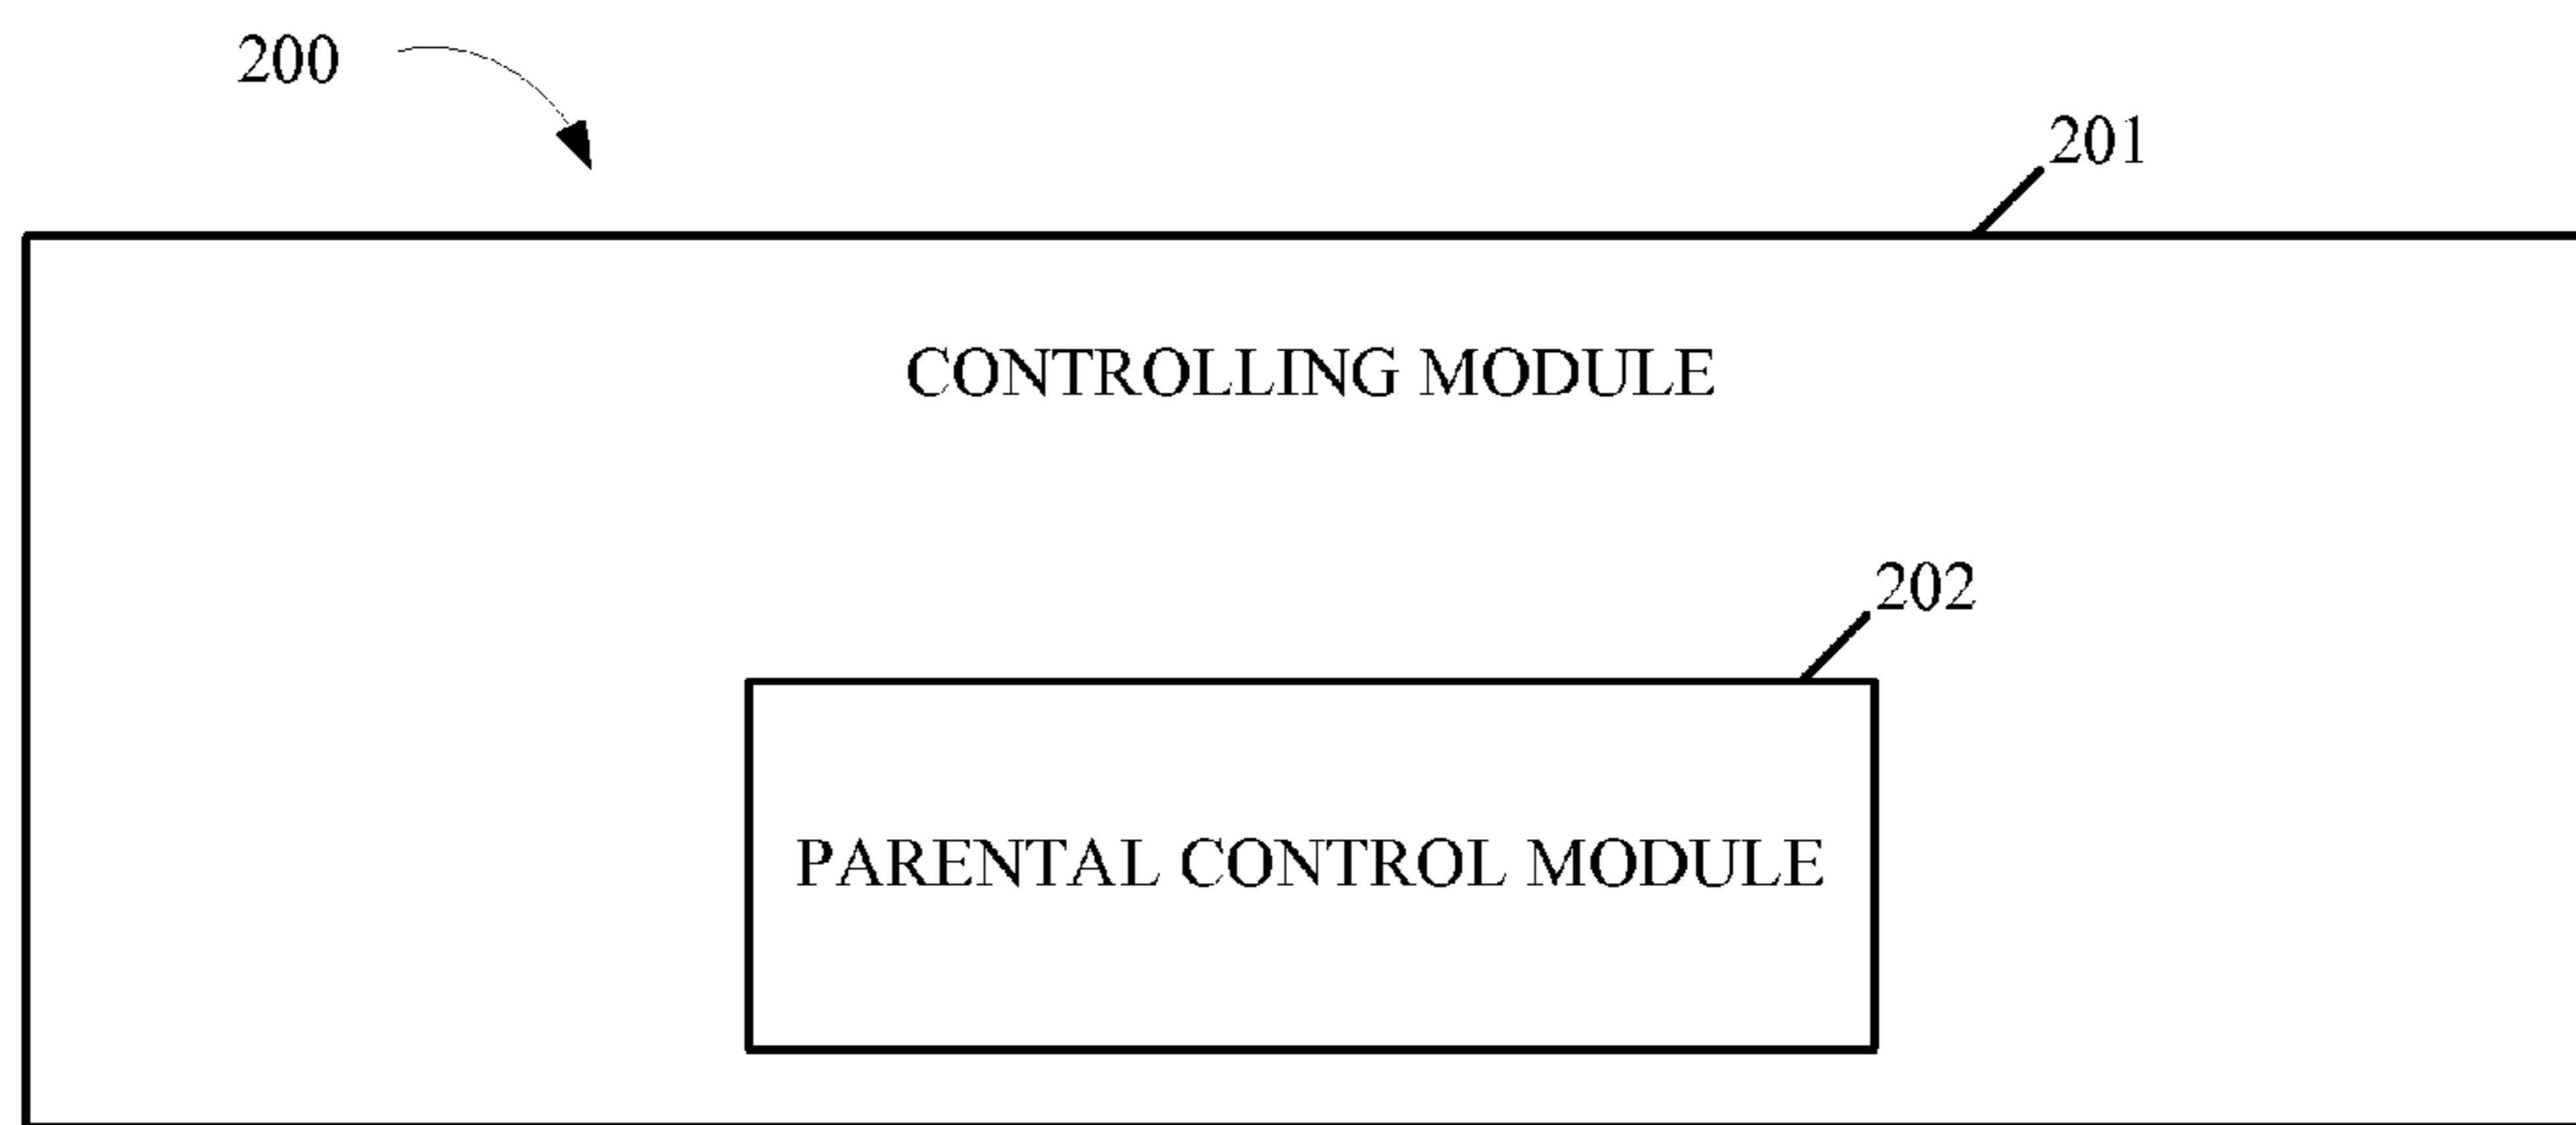 200
201
CONTROLLING MODULE
202
PARENTAL CONTROL MODULE